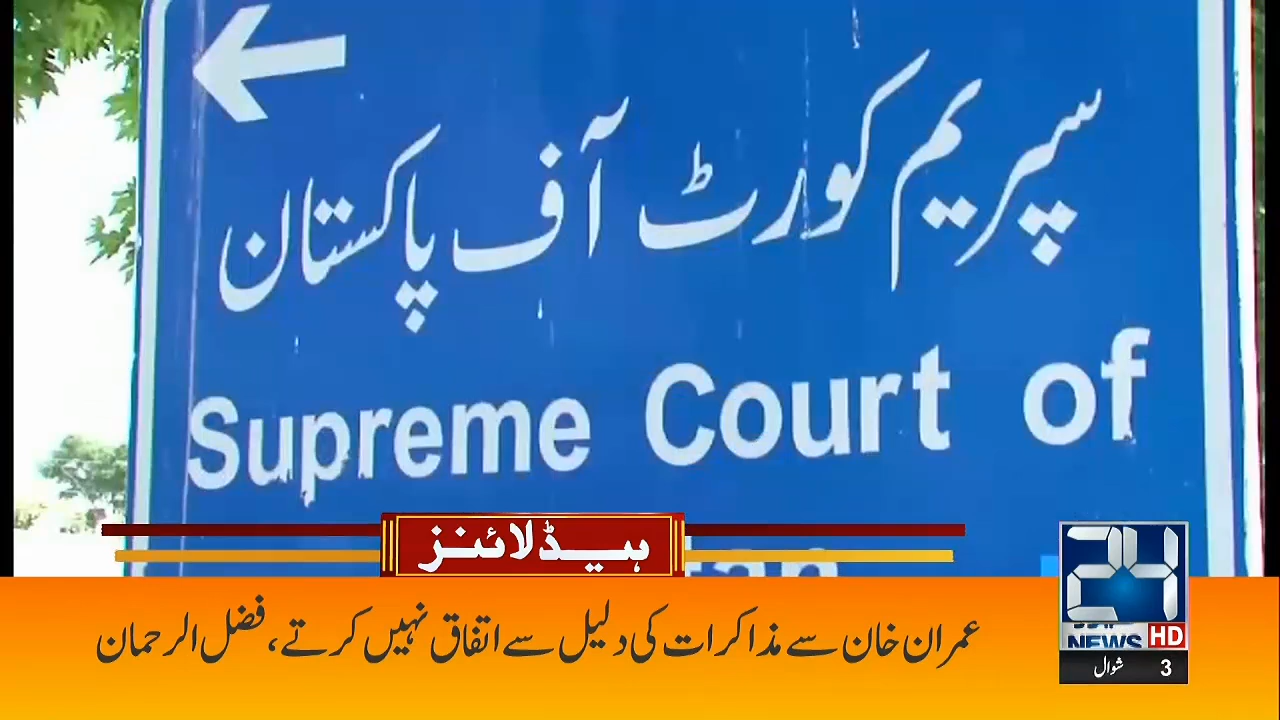 سپریم کورٹ آف پاکستان
Supreme Court of
ہیڈلائنز
عمران خان سے مذاکرات کی دلیل سے اتفاق نہیں کرتے، فضل الرحمان
24
NEWS HD
3 شوال